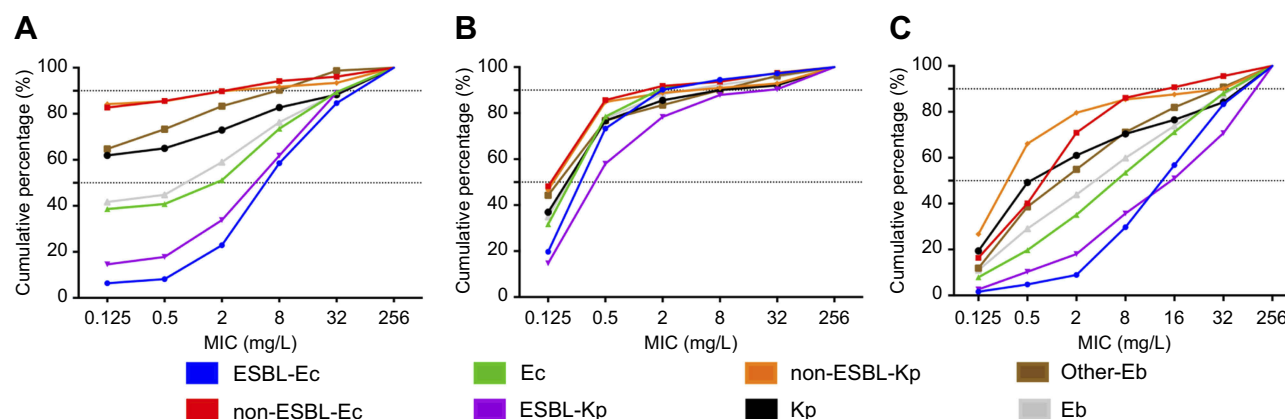 A
Cumulative percentage (%)
100
80
60
40
20
0
0.125 0.5 2 8 32 256
MIC (mg/L)
B
Cumulative percentage (%)
100
80
60
40
20
0
0.125 0.5 2 8 32 256
MIC (mg/L)
C
Cumulative percentage (%)
100
80
60
40
20
0
0.125 0.5 2 8 16 32 256
MIC (mg/L)
ESBL-Ec Ec non-ESBL-Kp Other-Eb
non-ESBL-Ec ESBL-Kp Kp Eb